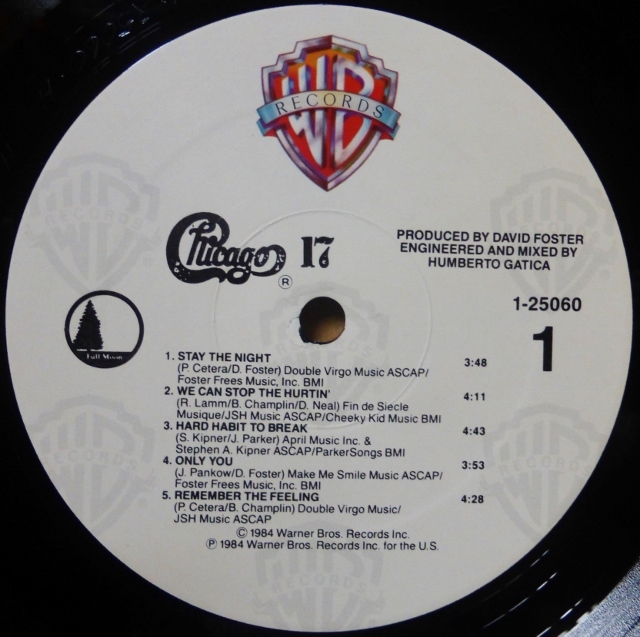 WB
RECORDS
Chicago 17
®
PRODUCED BY DAVID FOSTER
ENGINEERED AND MIXED BY
HUMBERTO GATICA
1-25060
1
Full Moon
1. STAY THE NIGHT 3:48
(P. Cetera/D. Foster) Double Virgo Music ASCAP/
Foster Frees Music, Inc. BMI
2. WE CAN STOP THE HURTIN' 4:11
(R. Lamm/B. Champlin/D. Neal) Fin de Siecle
Musique/JSH Music ASCAP/Cheeky Kid Music BMI
3. HARD HABIT TO BREAK 4:43
(S. Kipner/J. Parker) April Music Inc. &
Stephen A. Kipner ASCAP/ParkerSongs BMI
4. ONLY YOU 3:53
(J. Pankow/D. Foster) Make Me Smile Music ASCAP/
Foster Frees Music, Inc. BMI
5. REMEMBER THE FEELING 4:28
(P. Cetera/B. Champlin) Double Virgo Music/
JSH Music ASCAP
© 1984 Warner Bros. Records Inc.
℗ 1984 Warner Bros. Records Inc. for the U.S.